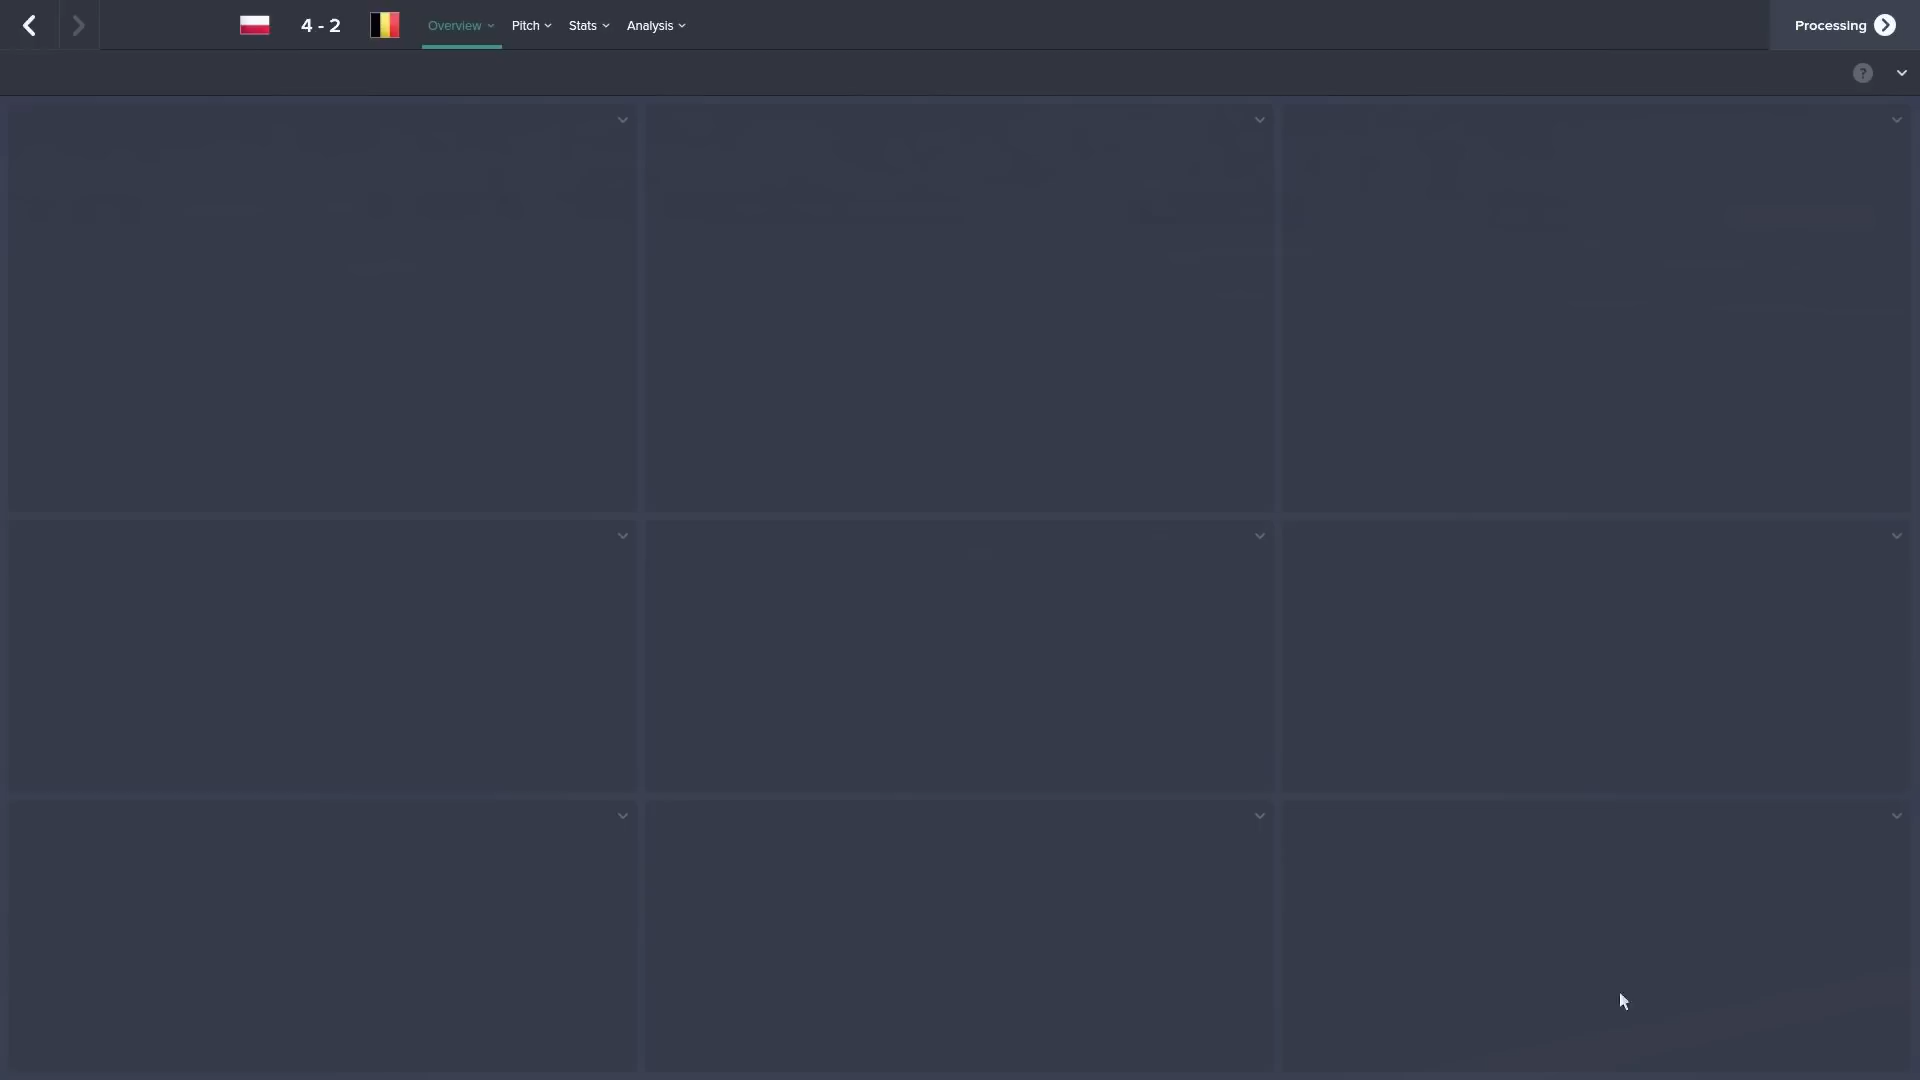 4 - 2
Overview
Pitch
Stats
Analysis
Processing
?